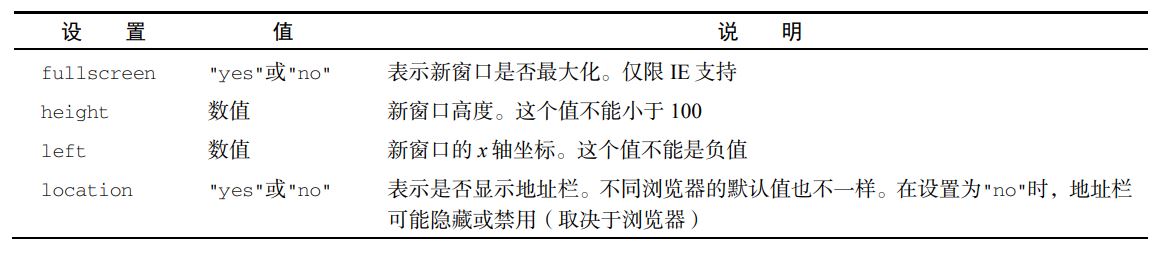 设 置 值 说 明
fullscreen "yes"或"no" 表示新窗口是否最大化。仅限 IE 支持
height 数值 新窗口高度。这个值不能小于 100
left 数值 新窗口的 x 轴坐标。这个值不能是负值
location "yes"或"no" 表示是否显示地址栏。不同浏览器的默认值也不一样。在设置为"no"时，地址栏
可能隐藏或禁用（取决于浏览器）